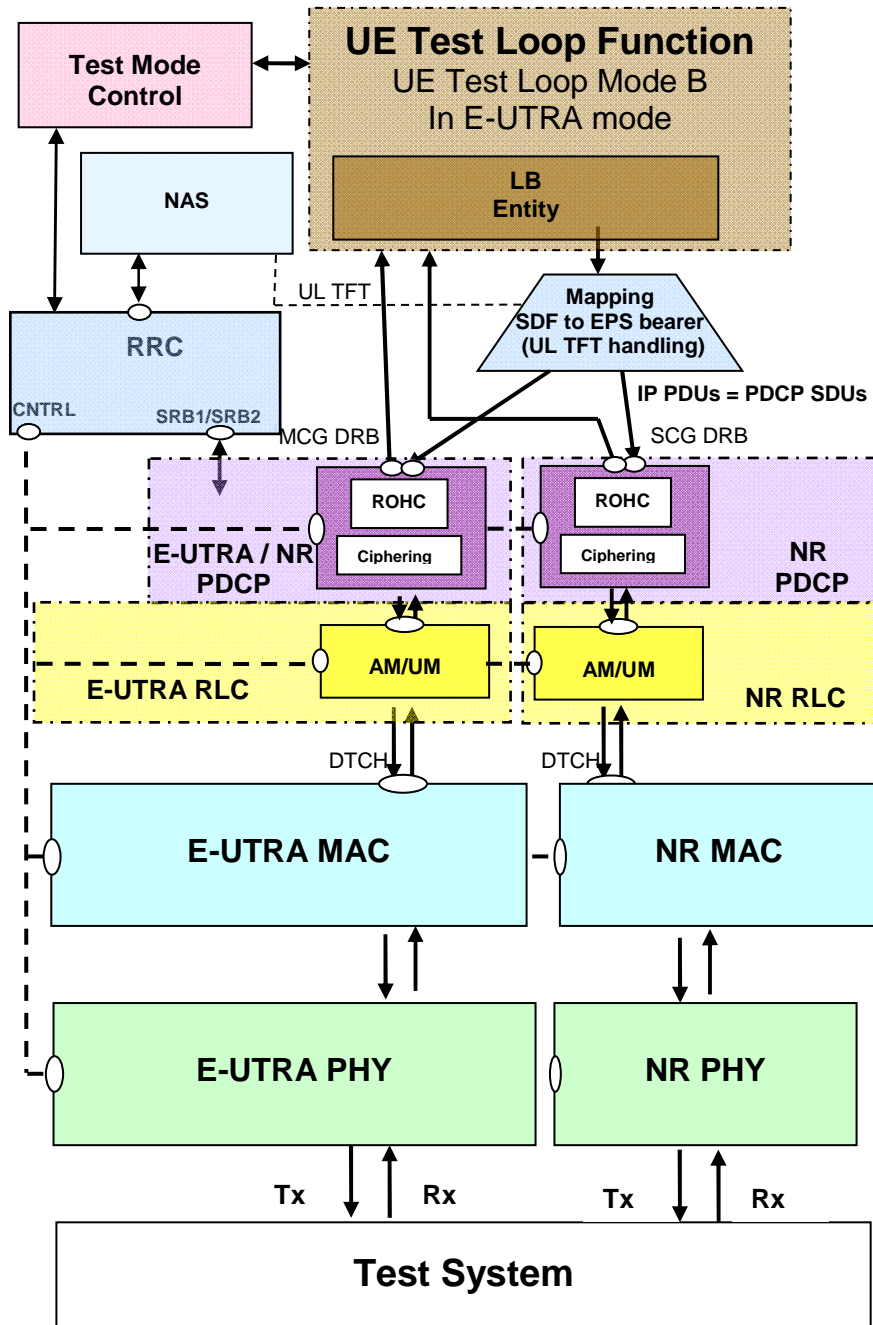 UE Test Loop Function
UE Test Loop Mode B
In E-UTRA mode
Test Mode
Control
LB
Entity
NAS
UL TFT
Mapping
SDF to EPS bearer
(UL TFT handling)
RRC
CNTRL
SRB1/SRB2
IP PDUs = PDCP SDUs
MCG DRB
SCG DRB
ROHC
Ciphering
E-UTRA / NR
PDCP
ROHC
Ciphering
NR
PDCP
E-UTRA RLC
AM/UM
AM/UM
NR RLC
DTCH
DTCH
E-UTRA MAC
NR MAC
E-UTRA PHY
NR PHY
Tx
Rx
Tx
Rx
Test System